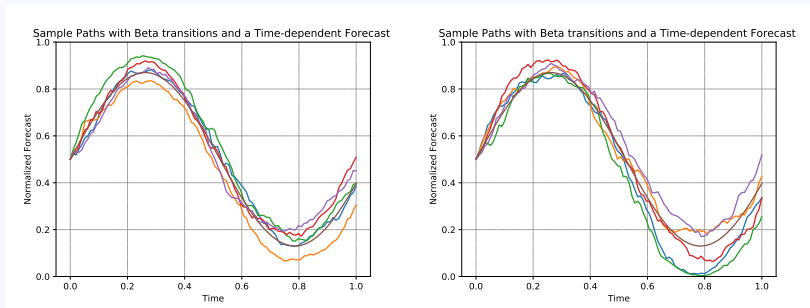 Sample Paths with Beta transitions and a Time-dependent Forecast
1.0
0.8
0.6
0.4
0.2
0.0
Normalized Forecast
0.0 0.2 0.4 0.6 0.8 1.0
Time
Sample Paths with Beta transitions and a Time-dependent Forecast
1.0
0.8
0.6
0.4
0.2
0.0
Normalized Forecast
0.0 0.2 0.4 0.6 0.8 1.0
Time